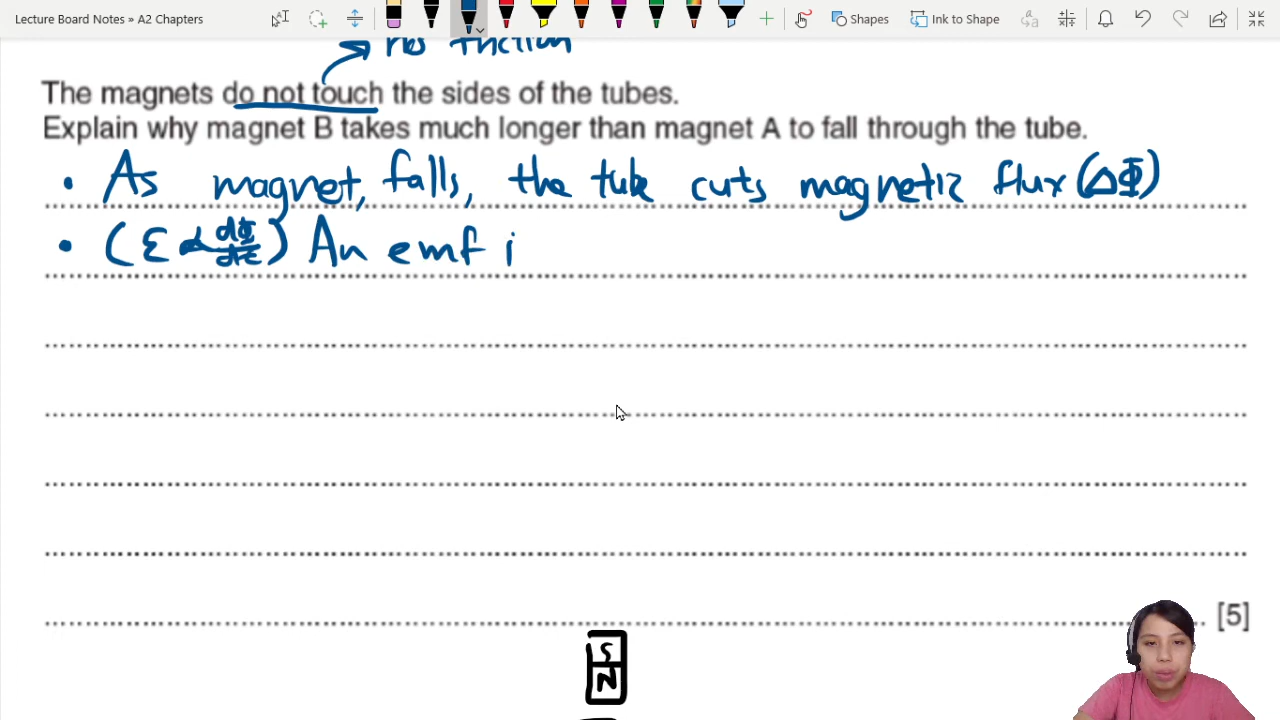 Lecture Board Notes » A2 Chapters
Shapes
Ink to Shape
no friction
The magnets do not touch the sides of the tubes.
Explain why magnet B takes much longer than magnet A to fall through the tube.
• As magnet, falls, the tube cuts magnetic flux (ΔΦ)
• (ε ∝ dΦ/dt) An emf i
[5]
S
N